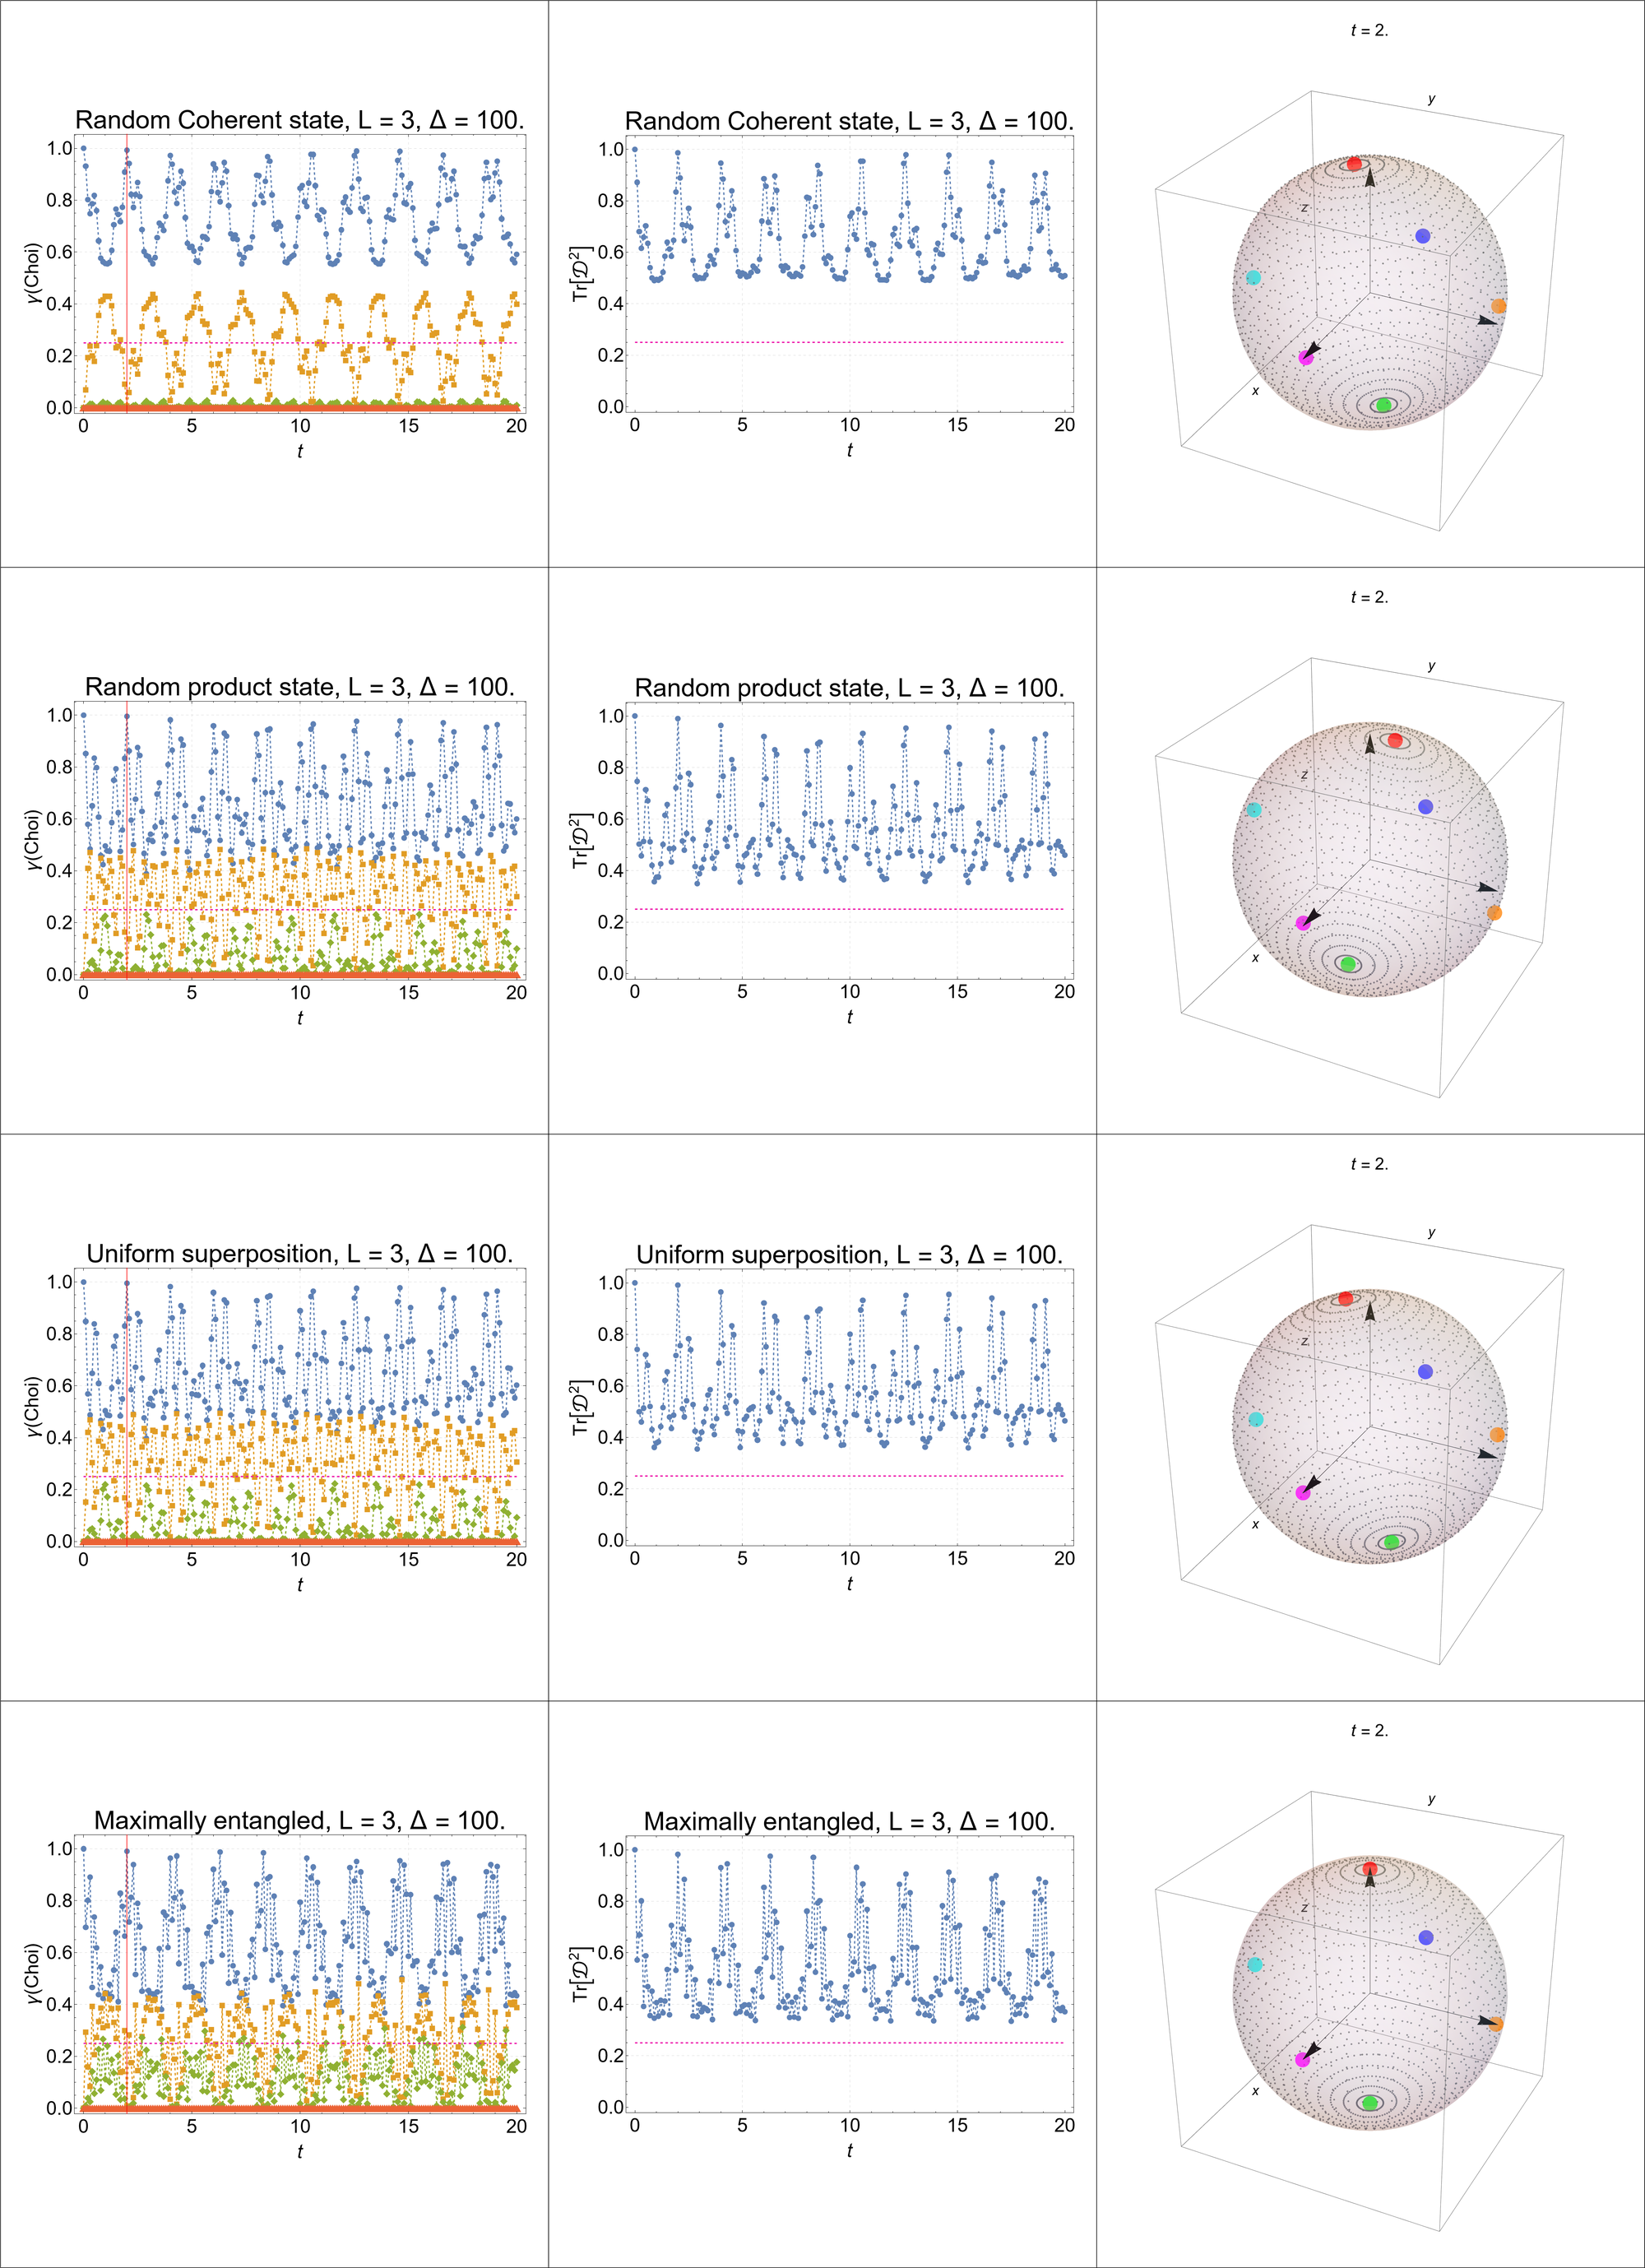 t = 2.
y
Random Coherent state, L = 3, Δ = 100.
Random Coherent state, L = 3, Δ = 100.
γ(Choi)
1.0
0.8
0.6
0.4
0.2
0.0
0 5 10 15 20
t
Tr[𝒟²]
1.0
0.8
0.6
0.4
0.2
0.0
0 5 10 15 20
t
z
x
t = 2.
y
Random product state, L = 3, Δ = 100.
Random product state, L = 3, Δ = 100.
γ(Choi)
1.0
0.8
0.6
0.4
0.2
0.0
0 5 10 15 20
t
Tr[𝒟²]
1.0
0.8
0.6
0.4
0.2
0.0
0 5 10 15 20
t
z
x
t = 2.
y
Uniform superposition, L = 3, Δ = 100.
Uniform superposition, L = 3, Δ = 100.
γ(Choi)
1.0
0.8
0.6
0.4
0.2
0.0
0 5 10 15 20
t
Tr[𝒟²]
1.0
0.8
0.6
0.4
0.2
0.0
0 5 10 15 20
t
z
x
t = 2.
y
Maximally entangled, L = 3, Δ = 100.
Maximally entangled, L = 3, Δ = 100.
γ(Choi)
1.0
0.8
0.6
0.4
0.2
0.0
0 5 10 15 20
t
Tr[𝒟²]
1.0
0.8
0.6
0.4
0.2
0.0
0 5 10 15 20
t
z
x